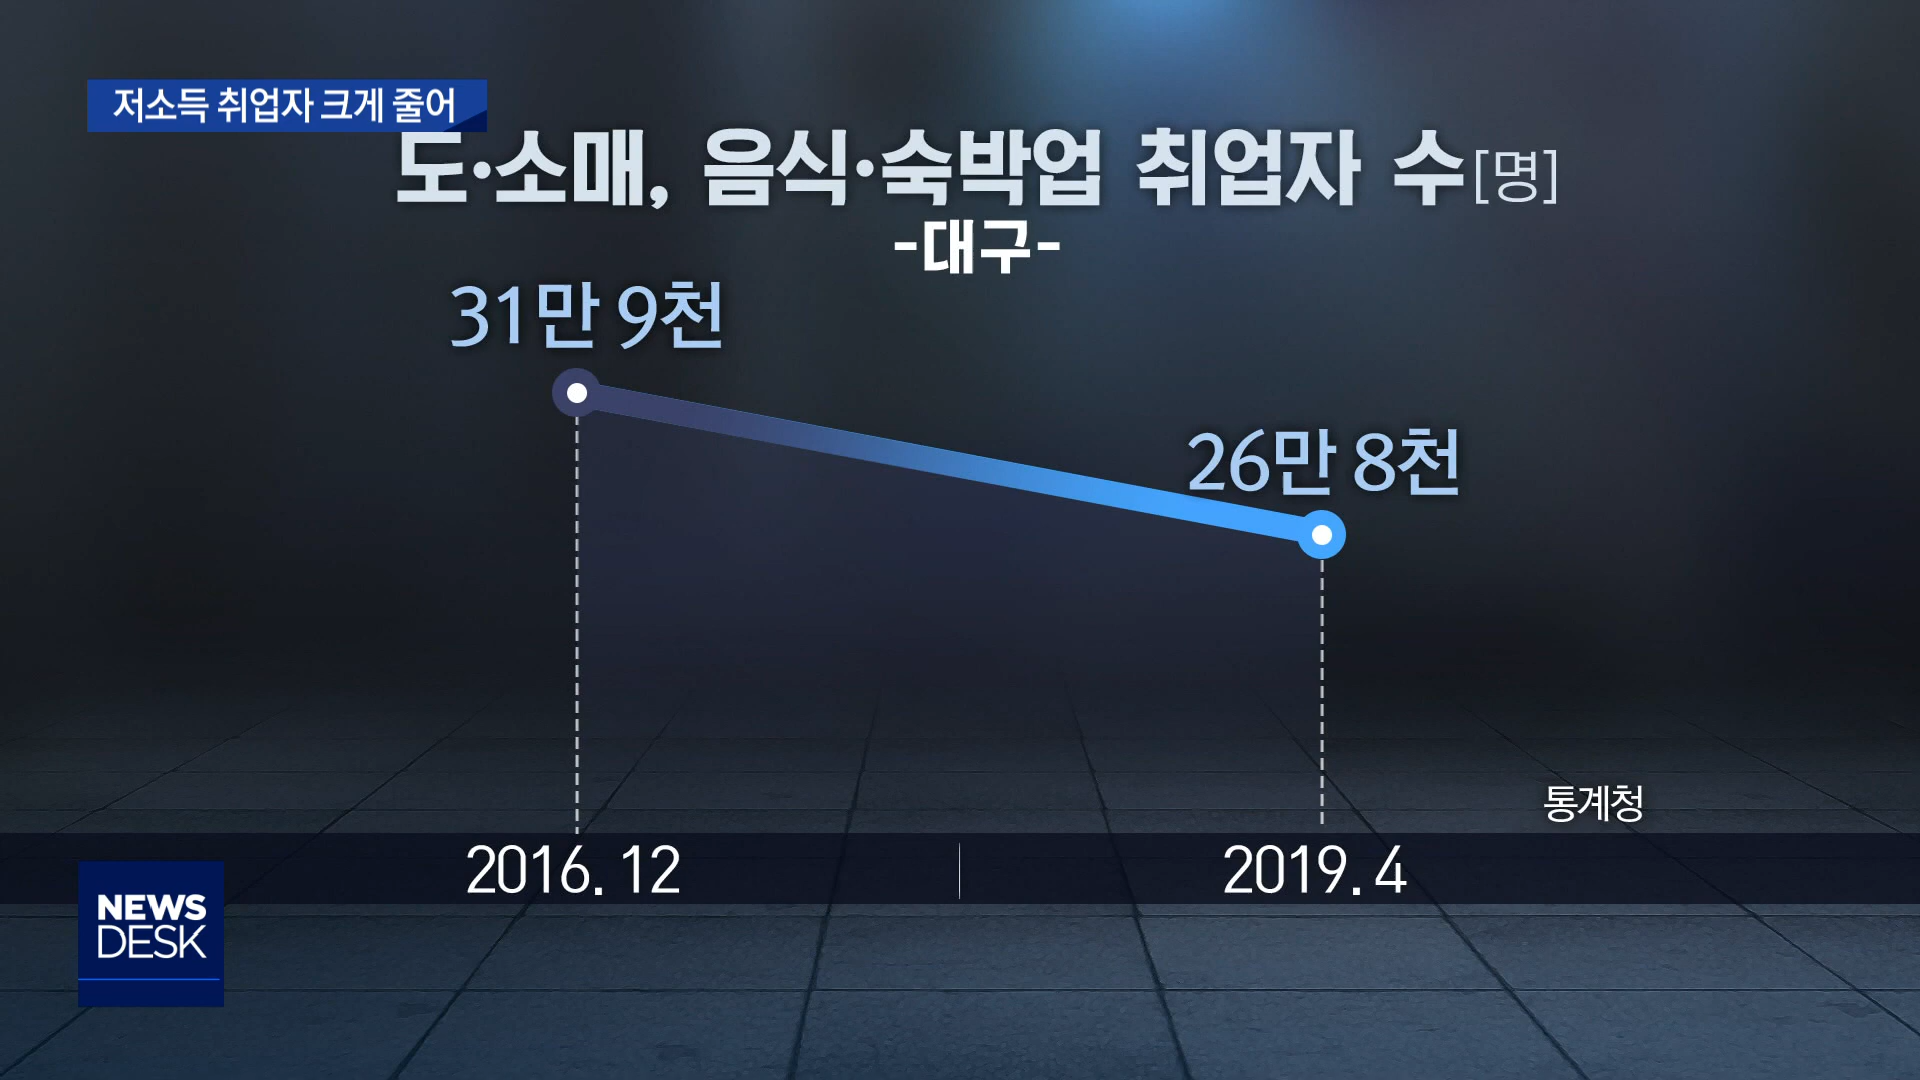 저소득 취업자 크게 줄어
도·소매, 음식·숙박업 취업자 수[명]
-대구-
31만 9천
26만 8천
통계청
2016. 12
2019. 4
NEWS
DESK